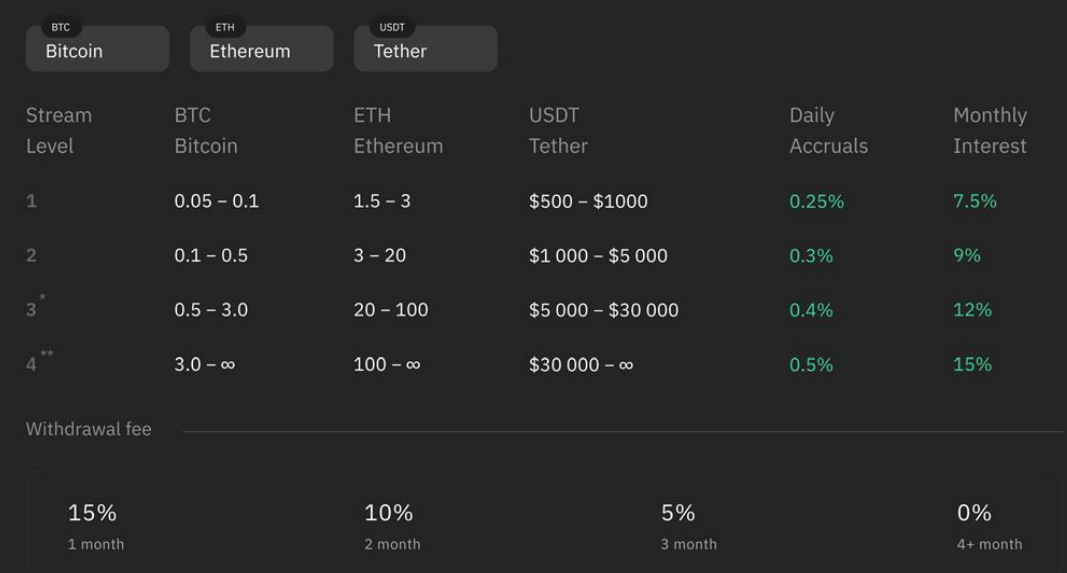 BTC ETH USDT
Bitcoin Ethereum Tether
Stream BTC ETH USDT Daily Monthly
Level Bitcoin Ethereum Tether Accruals Interest
1 0.05 – 0.1 1.5 – 3 $500 – $1000 0.25% 7.5%
2 0.1 – 0.5 3 – 20 $1 000 – $5 000 0.3% 9%
3* 0.5 – 3.0 20 – 100 $5 000 – $30 000 0.4% 12%
4** 3.0 – ∞ 100 – ∞ $30 000 – ∞ 0.5% 15%
Withdrawal fee
15% 10% 5% 0%
1 month 2 month 3 month 4+ month